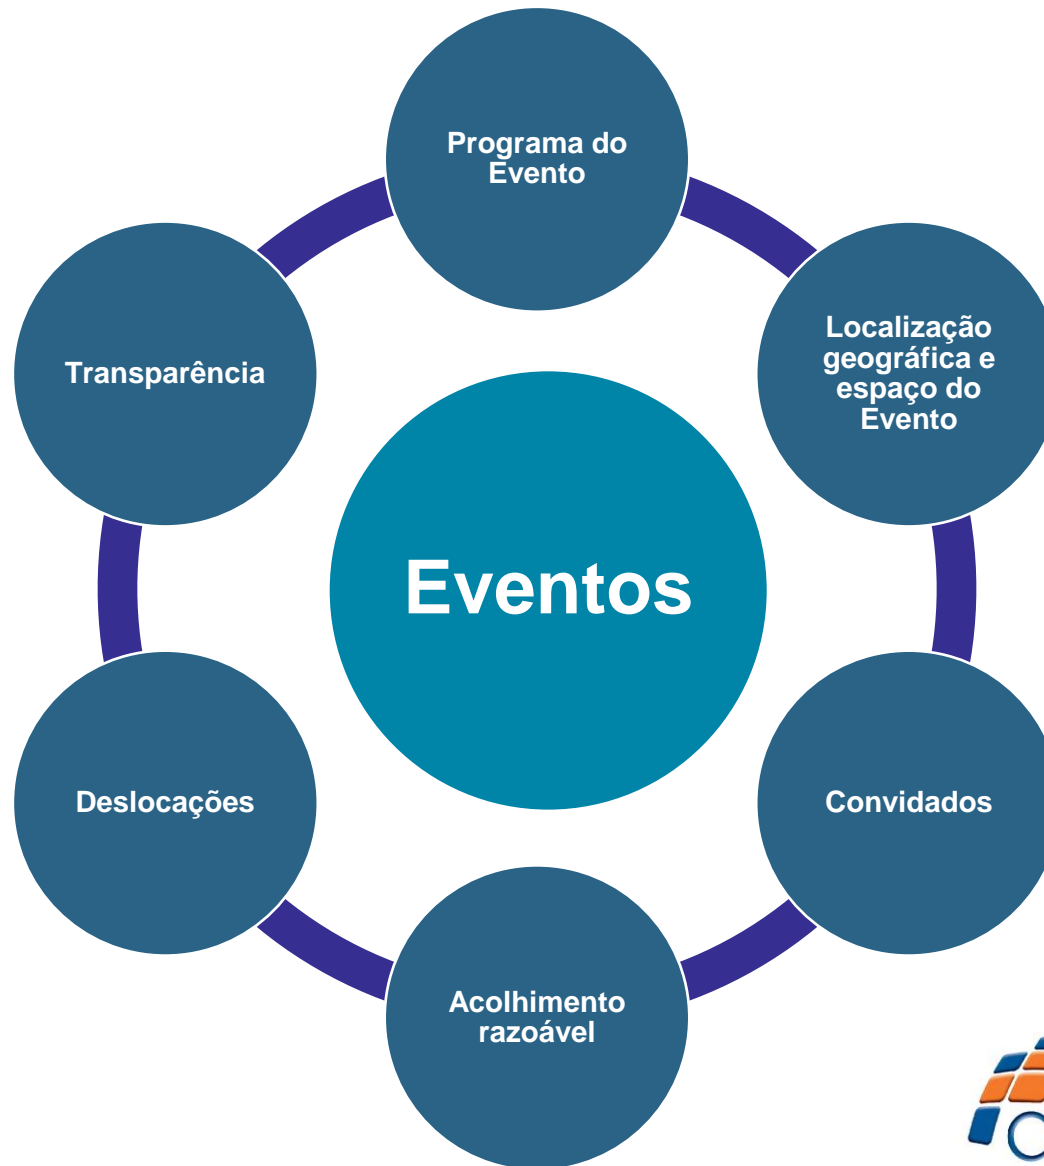 Programa do
Evento
Localização
geográfica e
espaço do
Evento
Convidados
Acolhimento
razoável
Deslocações
Transparência
Eventos